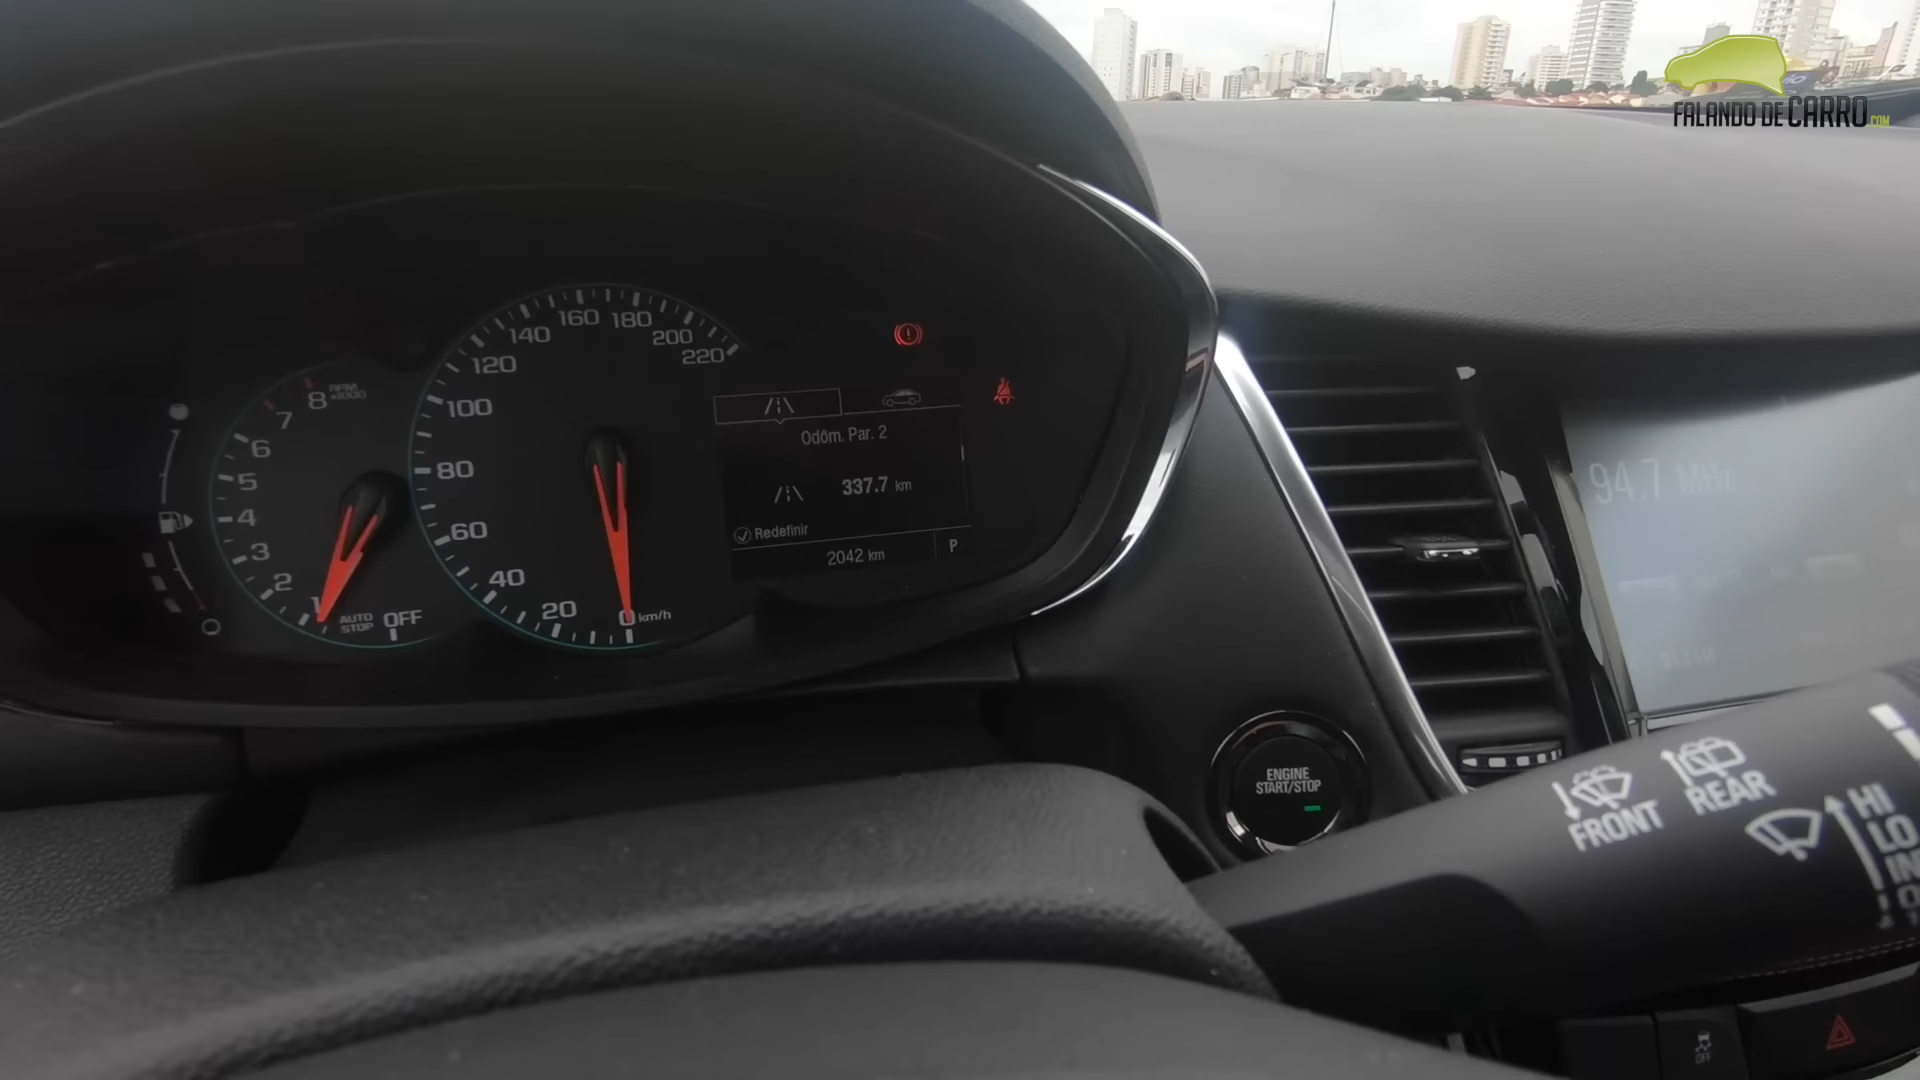 FALANDO DE CARRO.COM
RPM
x1000
8
7
6
5
4
3
2
1
AUTO
STOP
OFF
220
200
180
160
140
120
100
80
60
40
20
0 km/h
Odôm. Par. 2
337.7 km
Redefinir
2042 km
P
94.7 MHz
ENGINE
START/STOP
FRONT
REAR
HI
LO
OFF